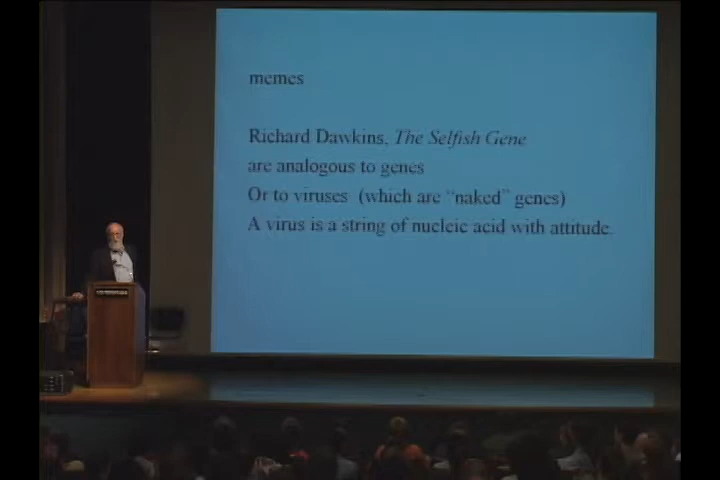 memes
Richard Dawkins, The Selfish Gene
are analogous to genes
Or to viruses (which are “naked” genes)
A virus is a string of nucleic acid with attitude.